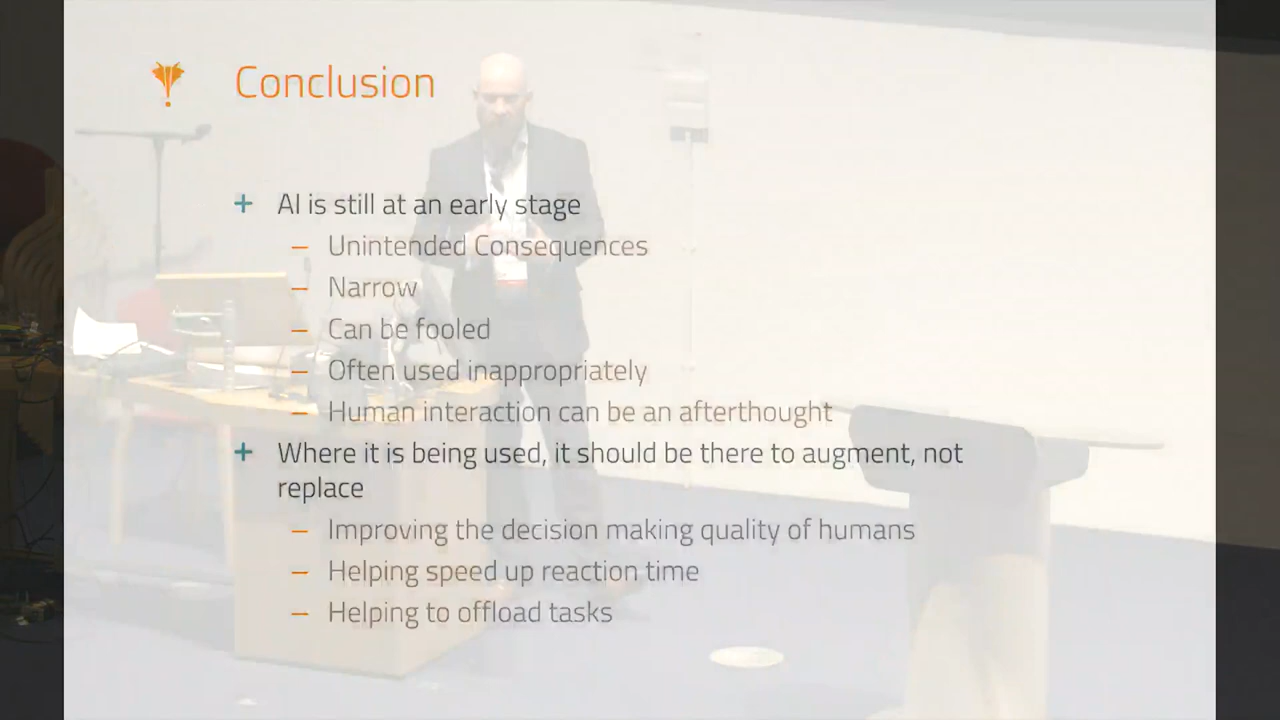 Conclusion
+ AI is still at an early stage
– Unintended Consequences
– Narrow
– Can be fooled
– Often used inappropriately
– Human interaction can be an afterthought
+ Where it is being used, it should be there to augment, not
replace
– Improving the decision making quality of humans
– Helping speed up reaction time
– Helping to offload tasks